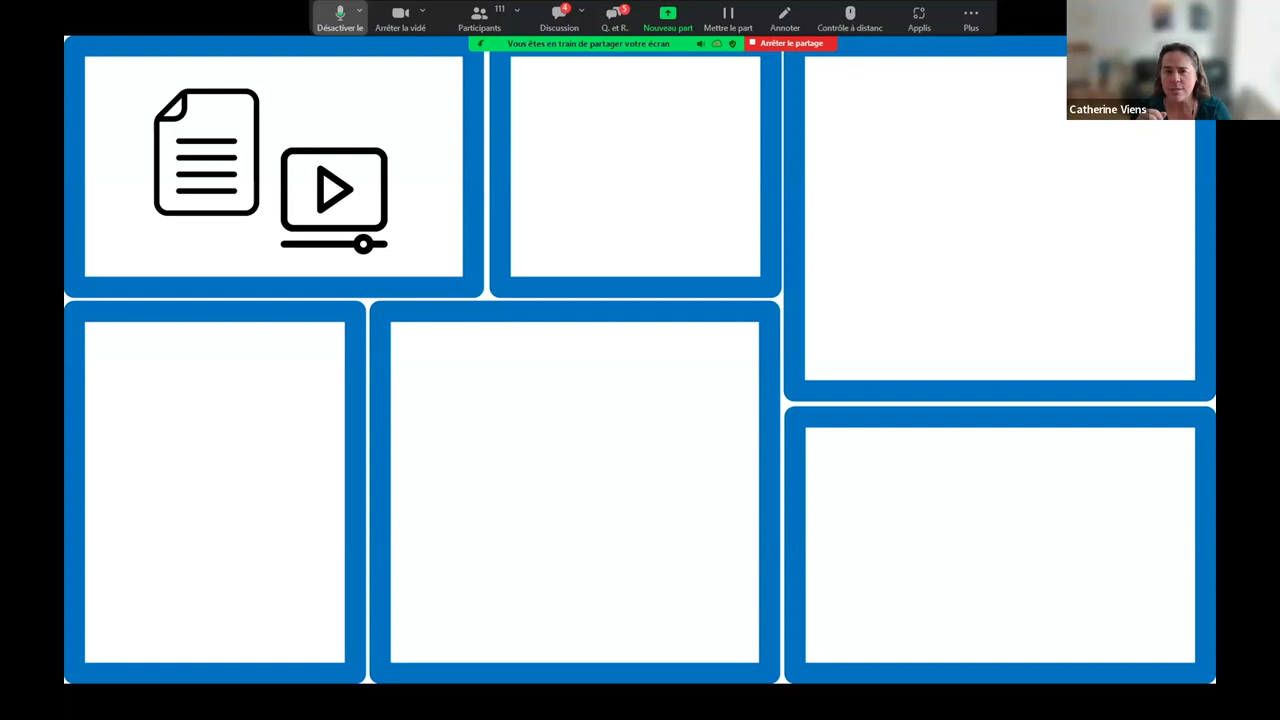 111
4
5
Désactiver le
Arrêter la vidé
Participants
Discussion
Q. et R.
Nouveau part
Mettre le part
Annoter
Contrôle à distanc
Applis
Plus
Vous êtes en train de partager votre écran
Arrêter le partage
Catherine Viens